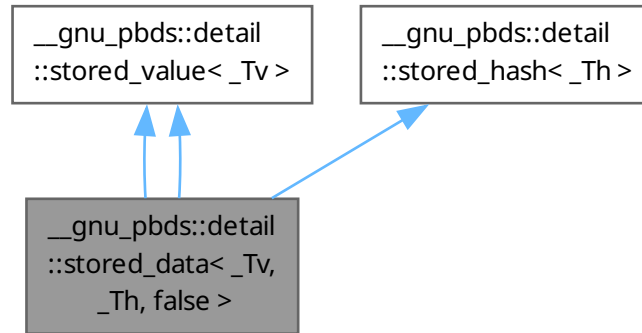 __gnu_pbds::detail
::stored_value< _Tv >
__gnu_pbds::detail
::stored_hash< _Th >
__gnu_pbds::detail
::stored_data< _Tv,
_Th, false >